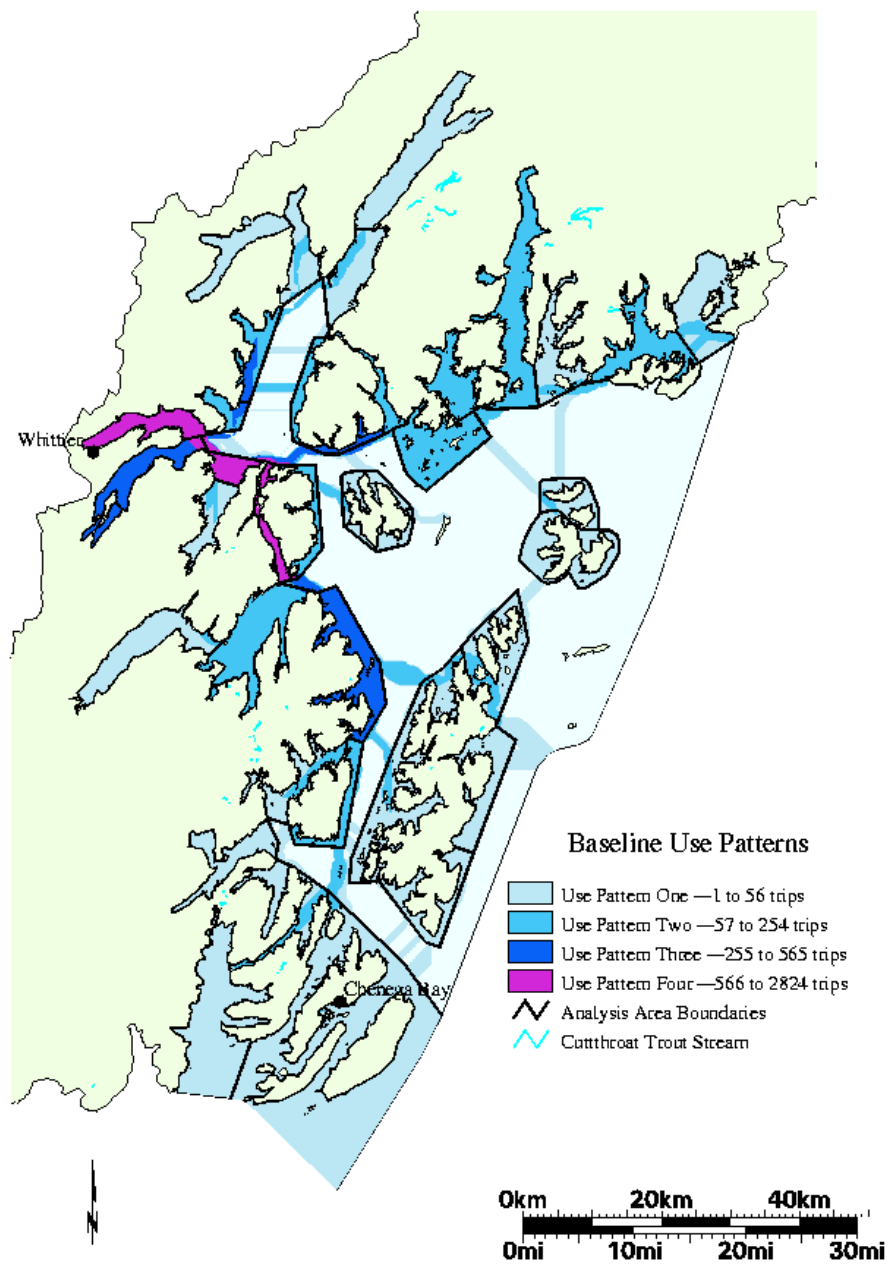 Whittier
Baseline Use Patterns
Use Pattern One —1 to 56 trips
Use Pattern Two —57 to 254 trips
Use Pattern Three —255 to 565 trips
Use Pattern Four —566 to 2824 trips
Chenega Bay
Analysis Area Boundaries
Cuttthroat Trout Stream
0km 20km 40km
0mi 10mi 20mi 30mi